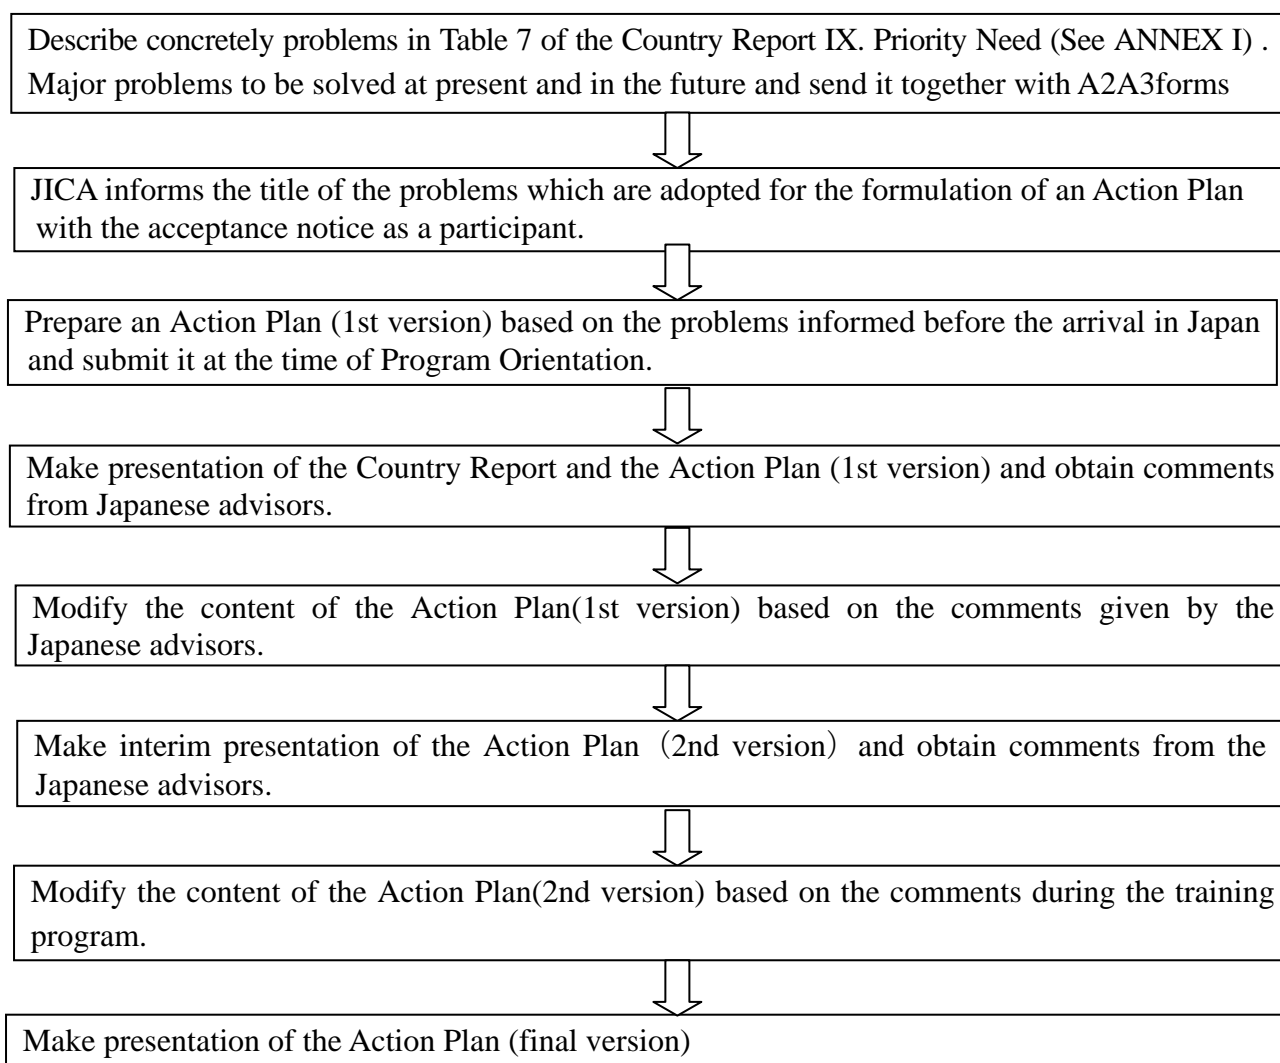 Describe concretely problems in Table 7 of the Country Report IX. Priority Need (See ANNEX I) .
Major problems to be solved at present and in the future and send it together with A2A3forms
JICA informs the title of the problems which are adopted for the formulation of an Action Plan
with the acceptance notice as a participant.
Prepare an Action Plan (1st version) based on the problems informed before the arrival in Japan
and submit it at the time of Program Orientation.
Make presentation of the Country Report and the Action Plan (1st version) and obtain comments
from Japanese advisors.
Modify the content of the Action Plan(1st version) based on the comments given by the
Japanese advisors.
Make interim presentation of the Action Plan（2nd version）and obtain comments from the
Japanese advisors.
Modify the content of the Action Plan(2nd version) based on the comments during the training
program.
Make presentation of the Action Plan (final version)